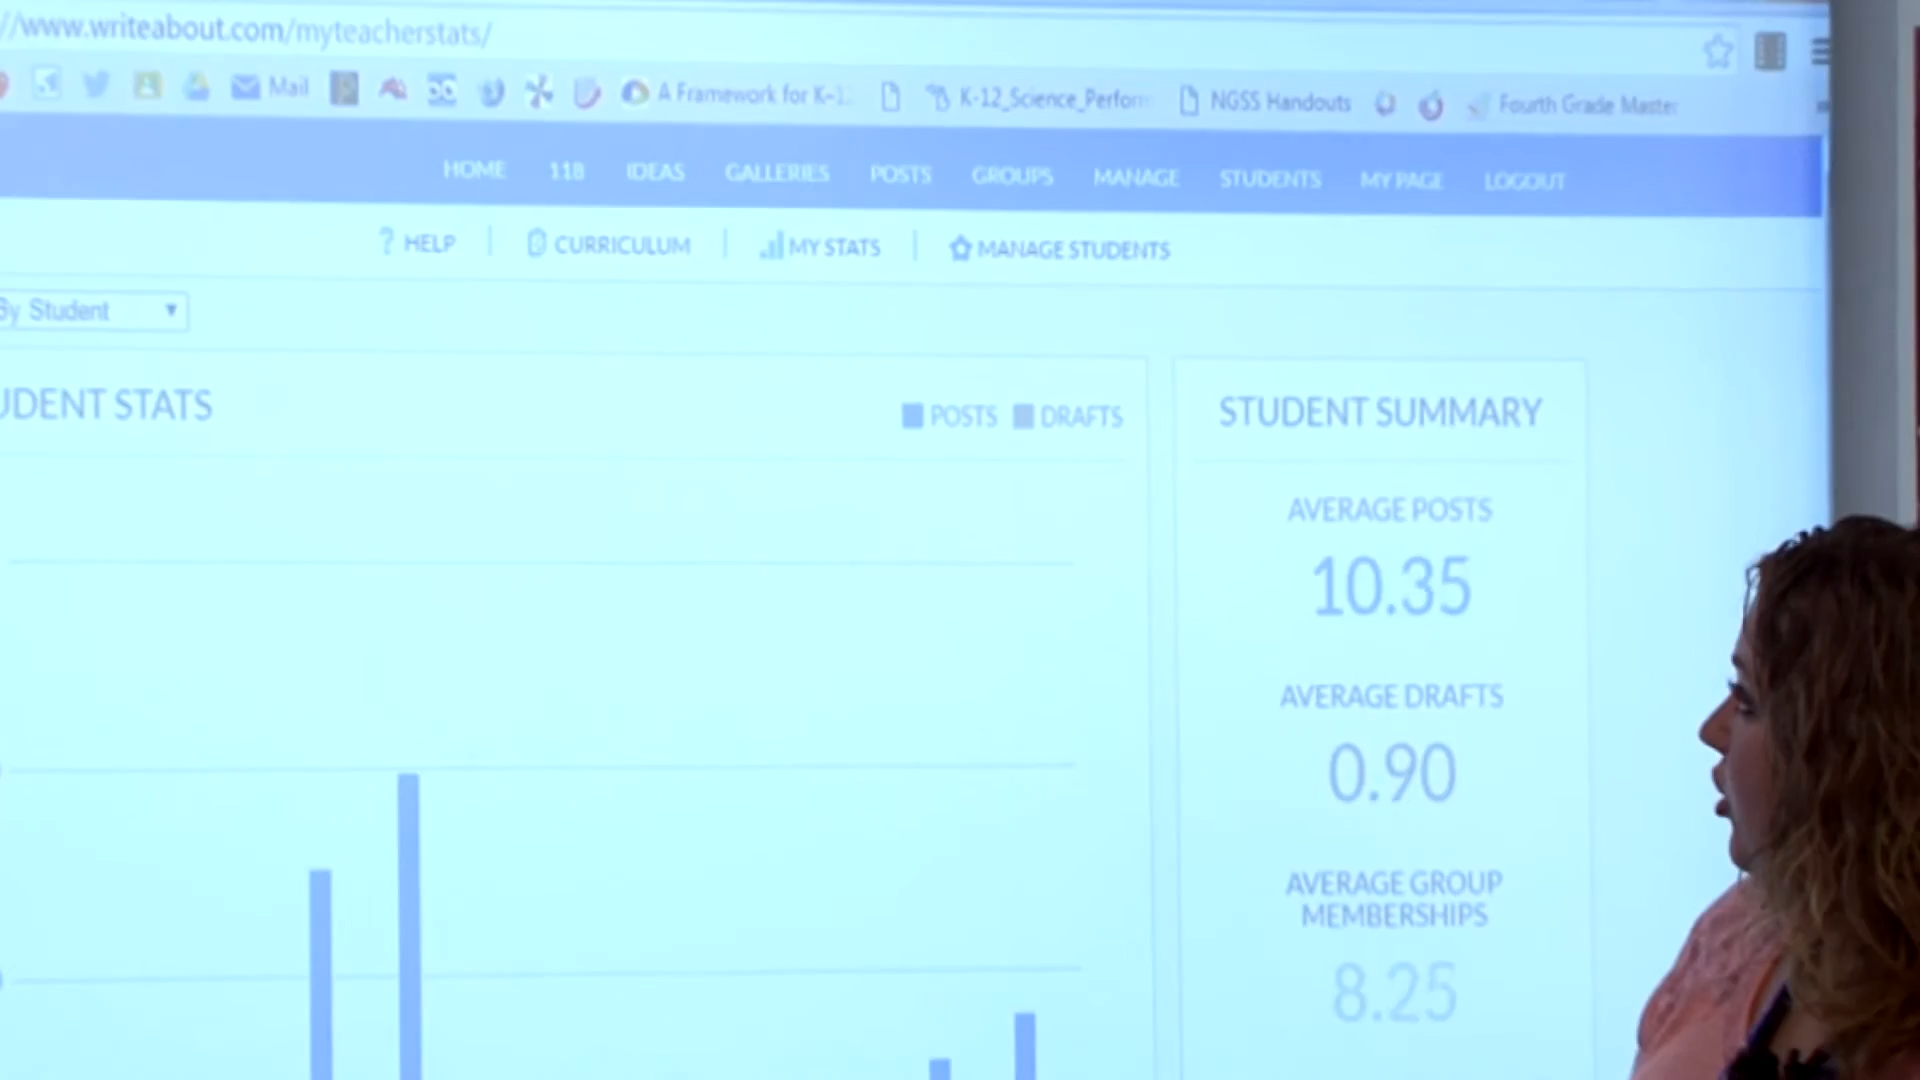 //www.writeabout.com/myteacherstats/
Mail A Framework for K-1 K-12_Science_Perform NGSS Handouts Fourth Grade Master
HOME 11B IDEAS GALLERIES POSTS GROUPS MANAGE STUDENTS MY PAGE LOGOUT
? HELP CURRICULUM MY STATS MANAGE STUDENTS
By Student
UDENT STATS
POSTS DRAFTS
STUDENT SUMMARY
AVERAGE POSTS
10.35
AVERAGE DRAFTS
0.90
AVERAGE GROUP
MEMBERSHIPS
8.25